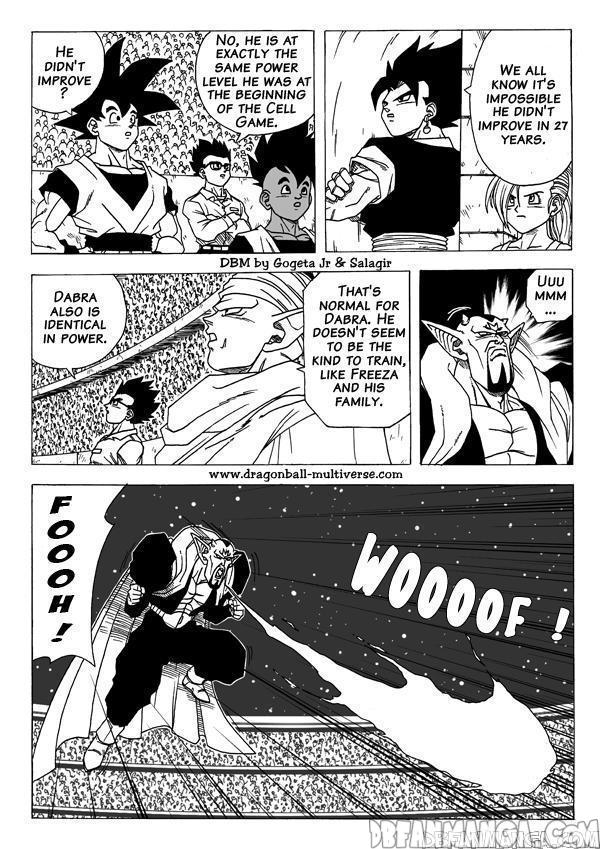 HE
DIDN'T
IMPROVE
?
NO, HE IS AT
EXACTLY THE
SAME POWER
LEVEL HE WAS AT
THE BEGINNING
OF THE CELL
GAME.
WE ALL
KNOW IT'S
IMPOSSIBLE
HE DIDN'T
IMPROVE IN 27
YEARS.
DBM by Gogeta Jr & Salagir
DABRA
ALSO IS
IDENTICAL
IN POWER.
THAT'S
NORMAL FOR
DABRA. HE
DOESN'T SEEM
TO BE THE
KIND TO TRAIN,
LIKE FREEZA
AND HIS
FAMILY.
UUU
MMM
...
www.dragonball-multiverse.com
FOOOH!
WOOOOF !
DBFANMANGA.COM